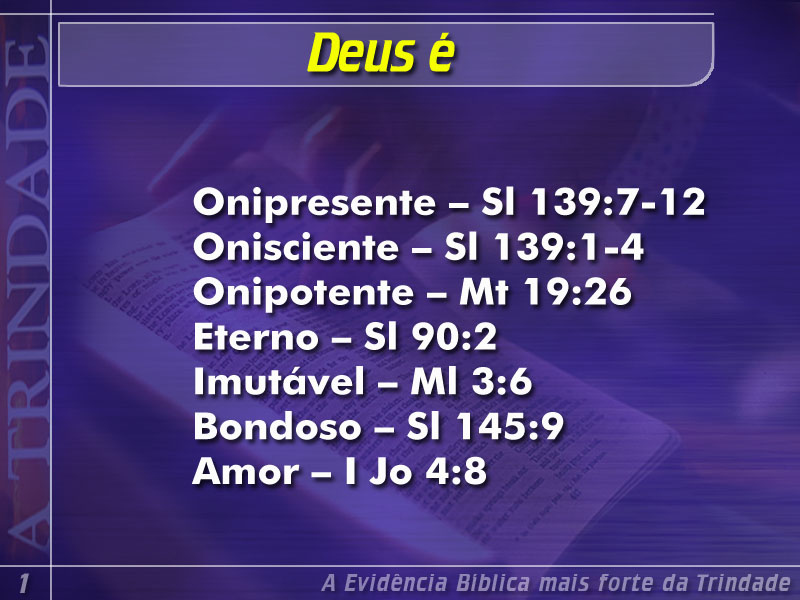 Deus é
A TRINDADE
Onipresente – Sl 139:7-12
Onisciente – Sl 139:1-4
Onipotente – Mt 19:26
Eterno – Sl 90:2
Imutável – Ml 3:6
Bondoso – Sl 145:9
Amor – I Jo 4:8
1
A Evidência Bíblica mais forte da Trindade